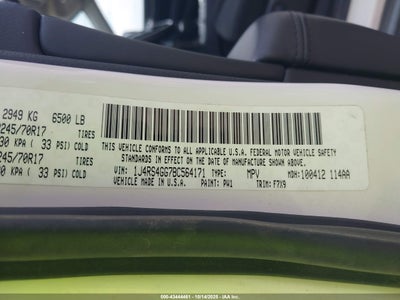 2949 KG 6500 LB
245/70R17 TIRES
30 KPA ( 33 PSI) COLD
245/70R17 TIRES
0 KPA ( 33 PSI) COLD
THIS VEHICLE CONFORMS TO ALL APPLICABLE U.S.A. FEDERAL MOTOR VEHICLE SAFETY
STANDARDS IN EFFECT ON THE DATE OF MANUFACTURE SHOWN ABOVE.
VIN: 1J4RS4GG7BC564171 TYPE: MPV MDH: 100412 114AA
VEHICLE MADE IN U.S.A. PAINT: PW1 TRIM: F7X9
500-43444461 - 10/14/2025 - IAA Inc.